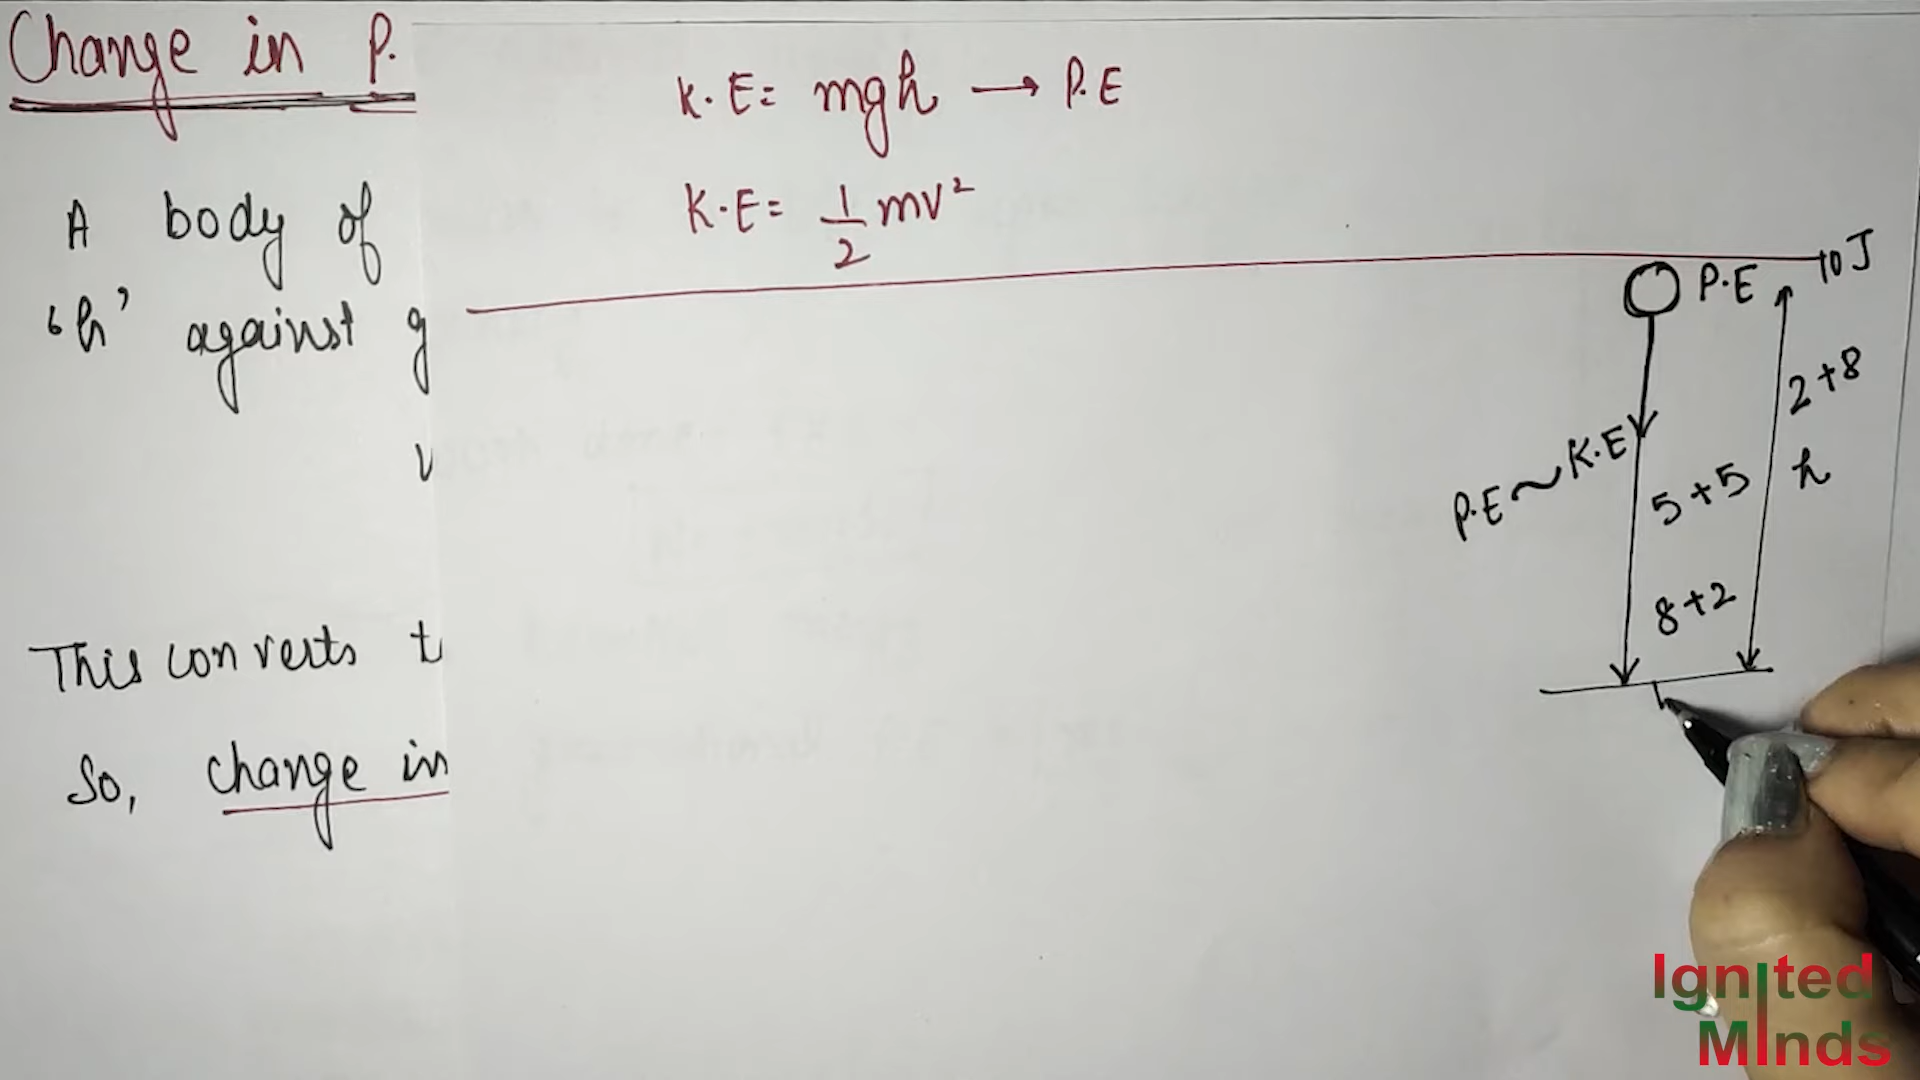 Change in P.
A body of
'h' against g
This converts t
So, change in
K.E = mgh → P.E
K.E = 1/2 mv²
P.E
10 J
2+8
h
P.E ~ K.E
5+5
8+2
Ignited
Minds